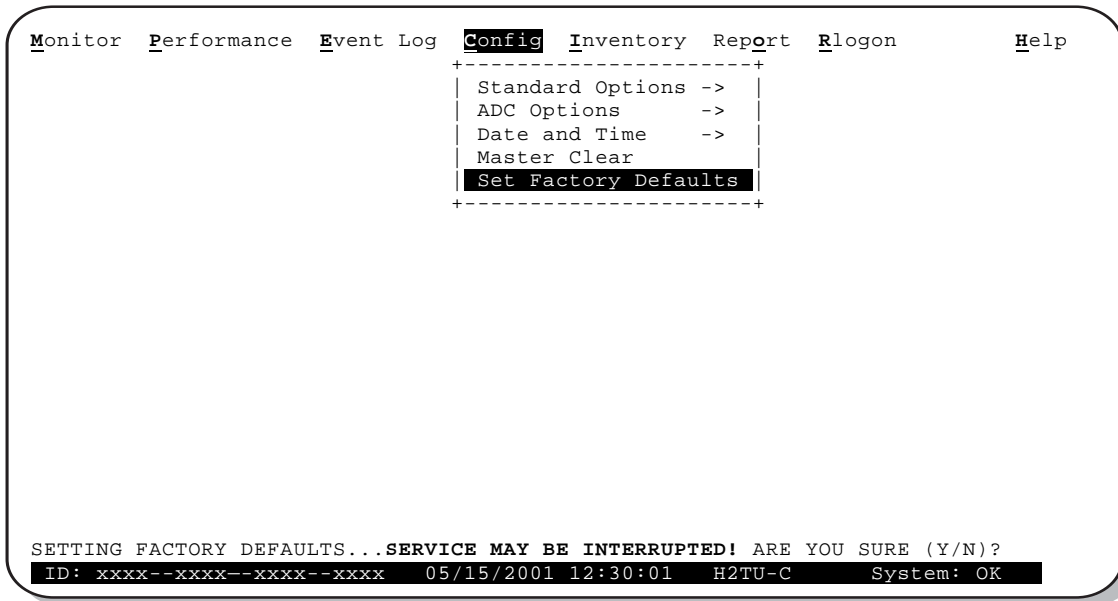 Monitor  Performance  Event Log  Config  Inventory  Report  Rlogon         Help
+----------------------+
| Standard Options ->  |
| ADC Options      ->  |
| Date and Time    ->  |
| Master Clear         |
| Set Factory Defaults |
+----------------------+
SETTING FACTORY DEFAULTS...SERVICE MAY BE INTERRUPTED! ARE YOU SURE (Y/N)?
ID: xxxx--xxxx—-xxxx--xxxx   05/15/2001 12:30:01   H2TU-C      System: OK